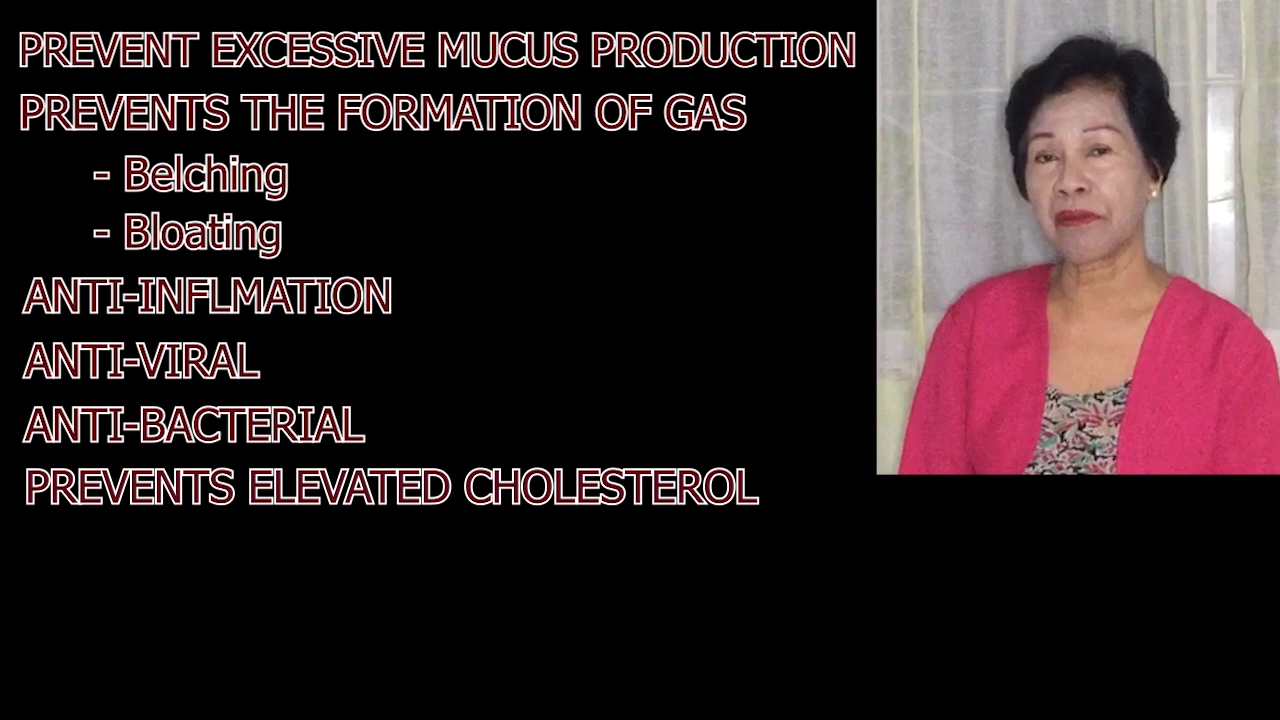 PREVENT EXCESSIVE MUCUS PRODUCTION
PREVENTS THE FORMATION OF GAS
- Belching
- Bloating
ANTI-INFLMATION
ANTI-VIRAL
ANTI-BACTERIAL
PREVENTS ELEVATED CHOLESTEROL